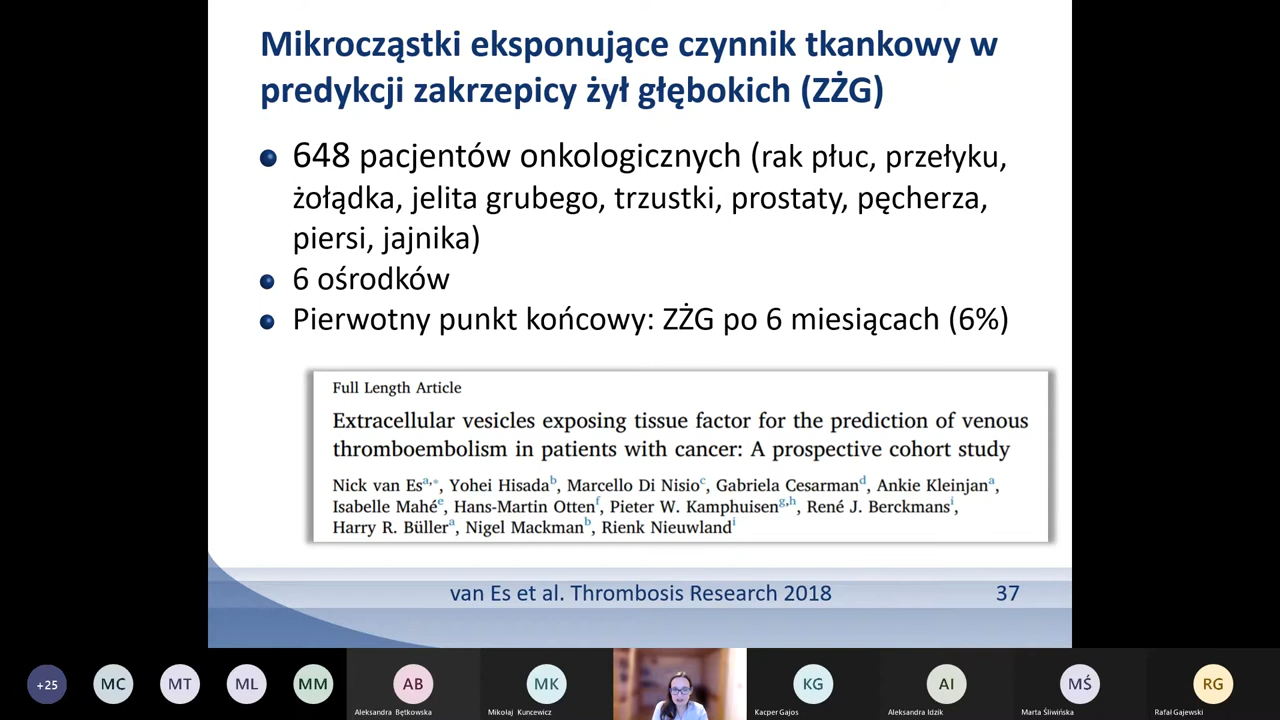 Mikrocząstki eksponujące czynnik tkankowy w
predykcji zakrzepicy żył głębokich (ZŻG)
648 pacjentów onkologicznych (rak płuc, przełyku,
żołądka, jelita grubego, trzustki, prostaty, pęcherza,
piersi, jajnika)
6 ośrodków
Pierwotny punkt końcowy: ZŻG po 6 miesiącach (6%)
Full Length Article
Extracellular vesicles exposing tissue factor for the prediction of venous
thromboembolism in patients with cancer: A prospective cohort study
Nick van Es a,*, Yohei Hisada b, Marcello Di Nisio c, Gabriela Cesarman d, Ankie Kleinjan a,
Isabelle Mahé e, Hans-Martin Otten f, Pieter W. Kamphuisen g,h, René J. Berckmans i,
Harry R. Büller a, Nigel Mackman b, Rienk Nieuwland i
van Es et al. Thrombosis Research 2018 37
+25 MC MT ML MM AB MK KG AI MŚ RG
Aleksandra Bętkowska Mikołaj Kuncewicz Kacper Gajos Aleksandra Idzik Marta Śliwińska Rafał Gajewski